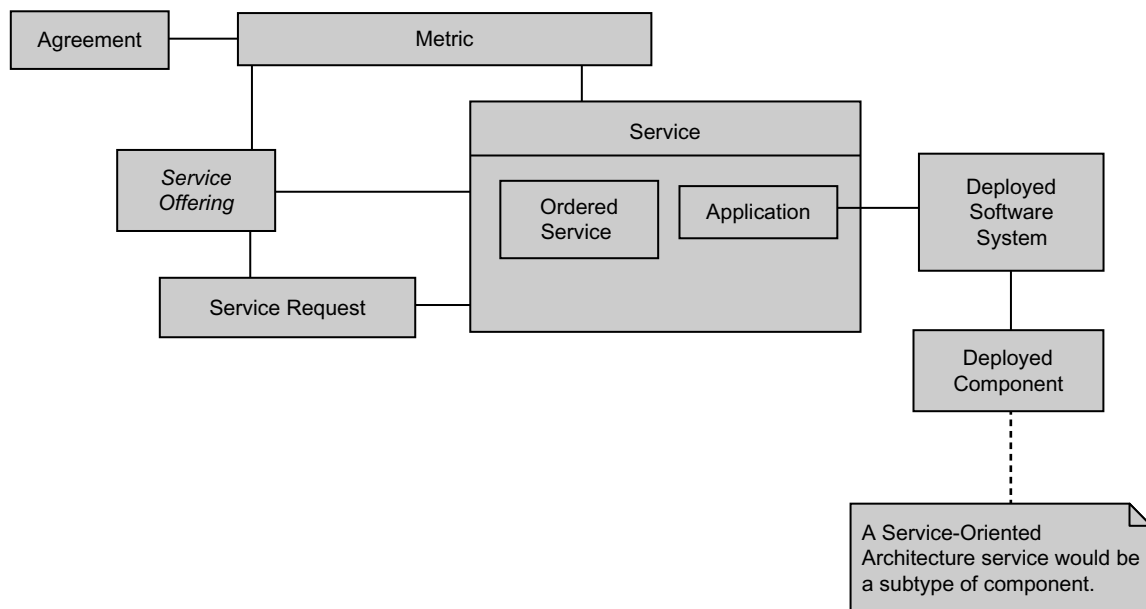 Agreement
Metric
Service
Service
Offering
Ordered
Service
Application
Deployed
Software
System
Service Request
Deployed
Component
A Service-Oriented
Architecture service would be
a subtype of component.